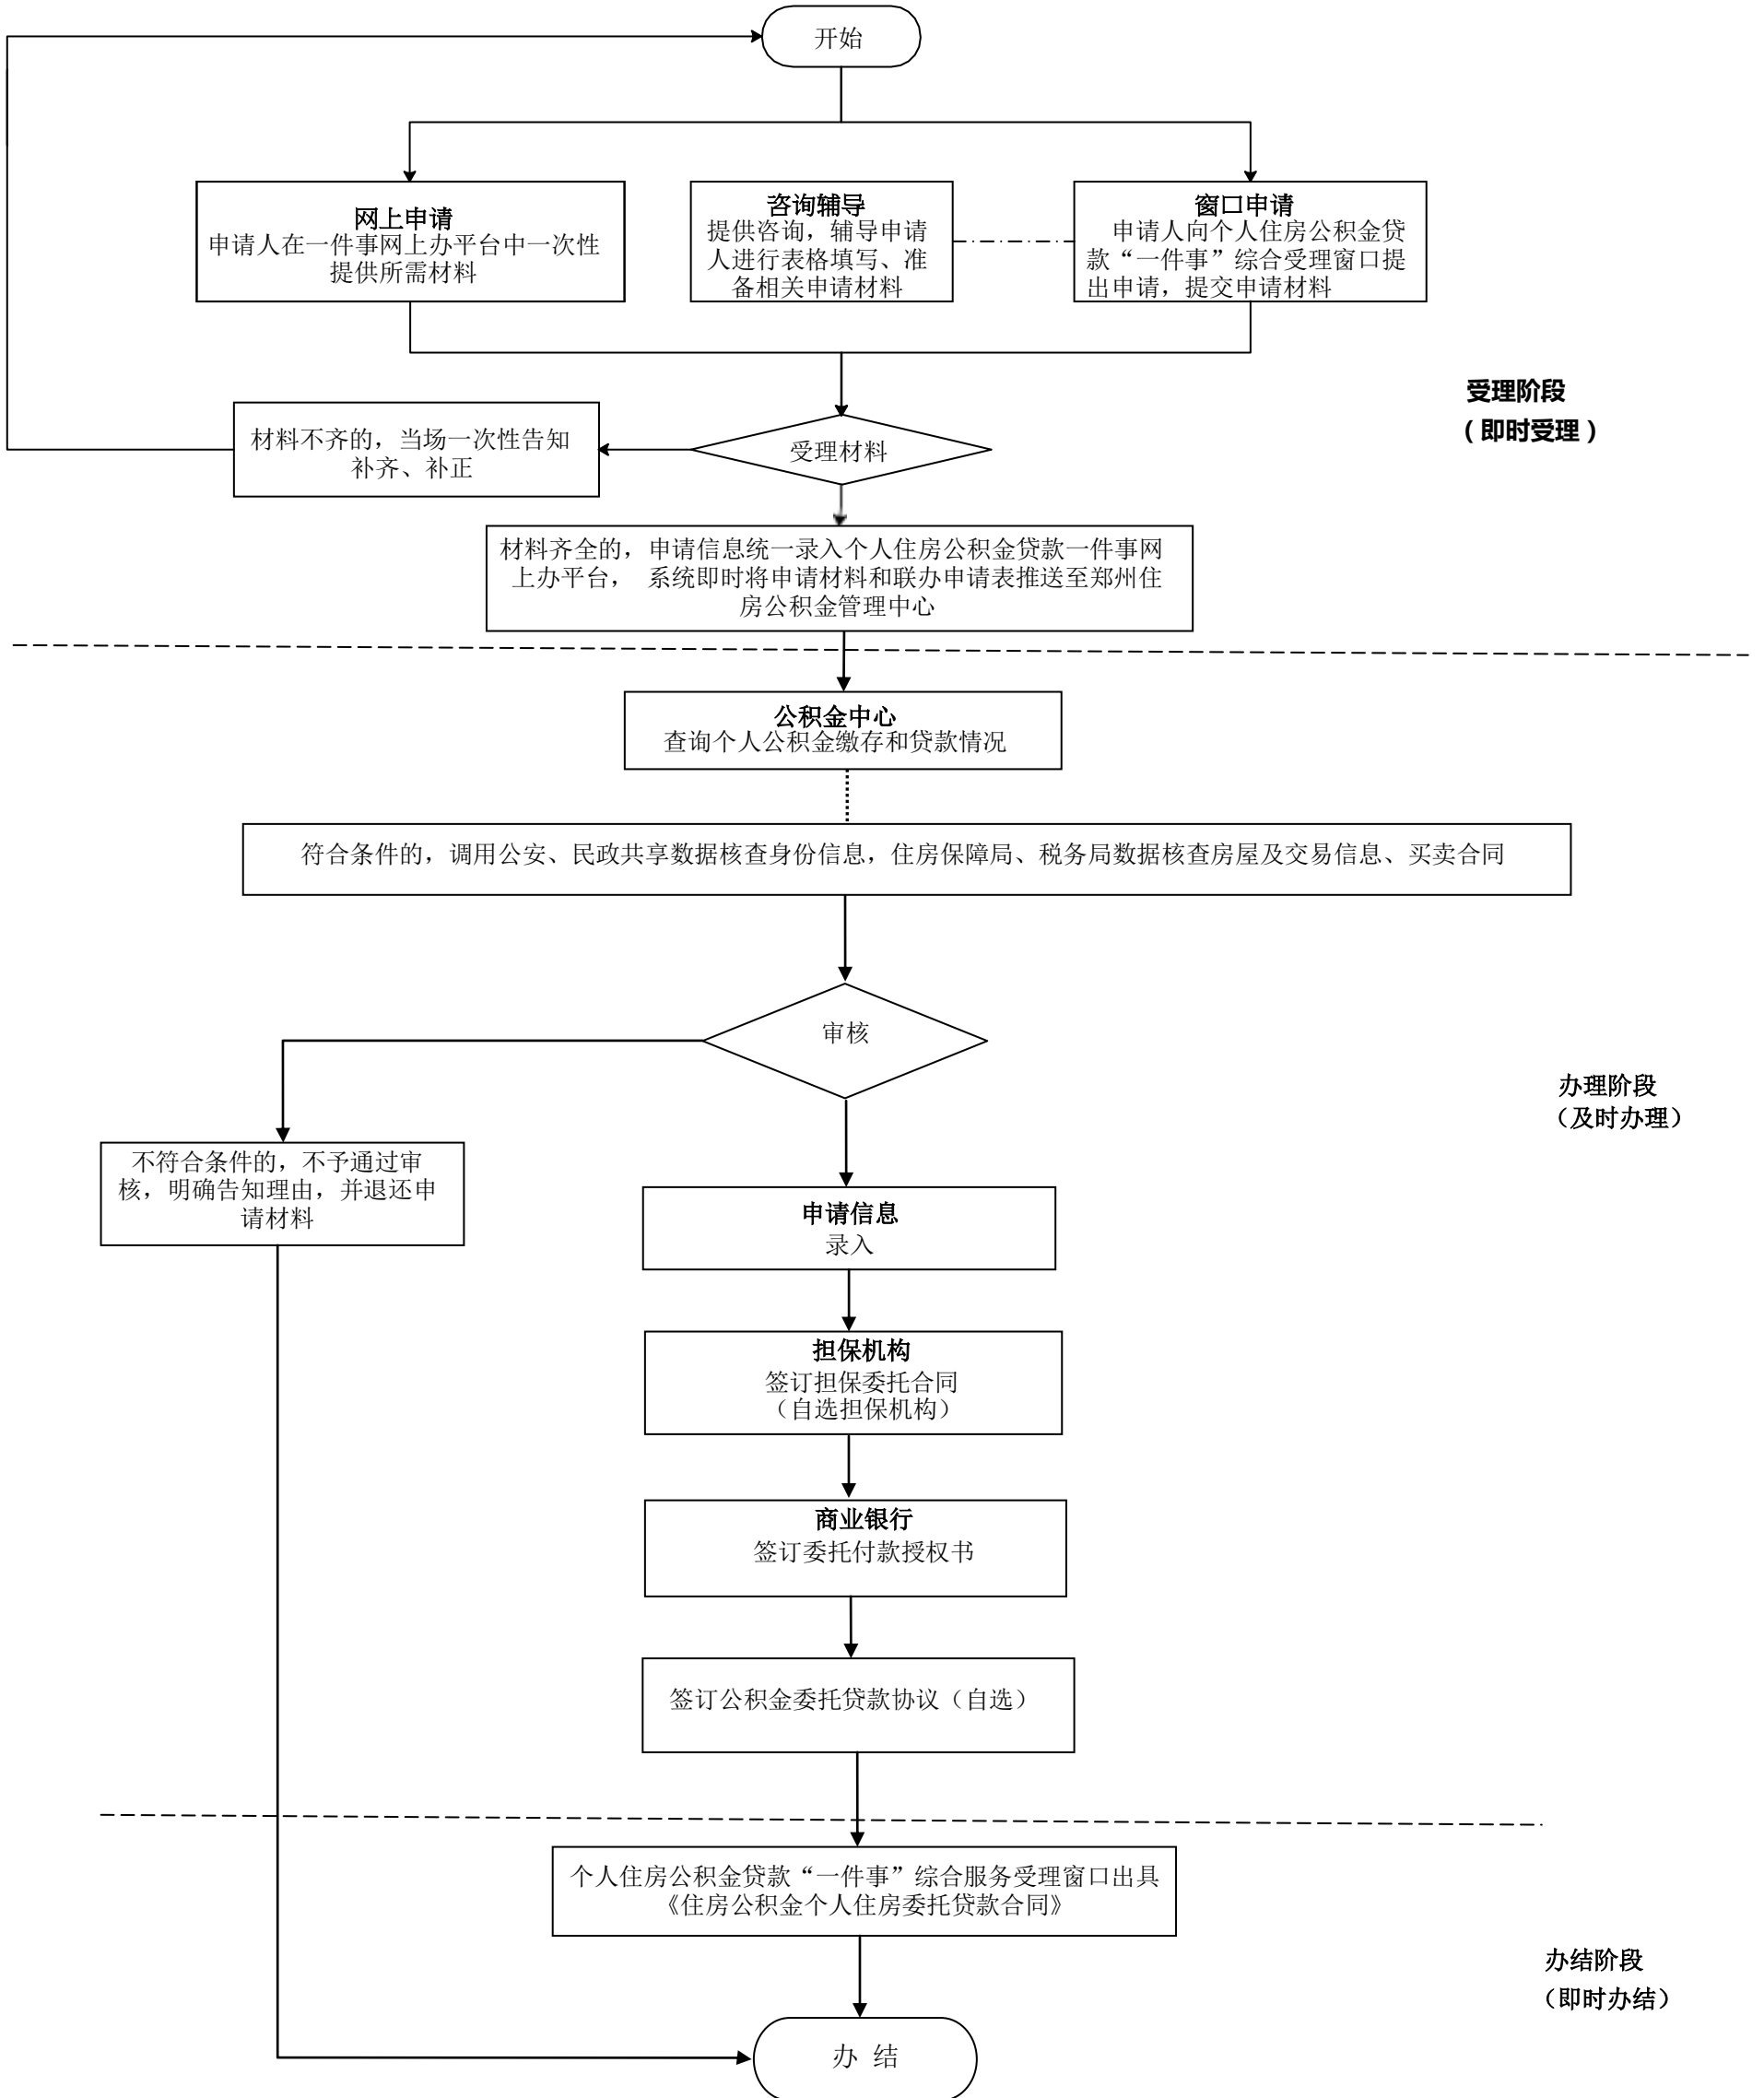 开始
网上申请
申请人在一件事网上办平台中一次性
提供所需材料
咨询辅导
提供咨询，辅导申请
人进行表格填写、准
备相关申请材料
窗口申请
申请人向个人住房公积金贷
款“一件事”综合受理窗口提
出申请，提交申请材料
受理阶段
（即时受理）
材料不齐的，当场一次性告知
补齐、补正
受理材料
材料齐全的，申请信息统一录入个人住房公积金贷款一件事网
上办平台， 系统即时将申请材料和联办申请表推送至郑州住
房公积金管理中心
公积金中心
查询个人公积金缴存和贷款情况
符合条件的，调用公安、民政共享数据核查身份信息，住房保障局、税务局数据核查房屋及交易信息、买卖合同
审核
办理阶段
（及时办理）
不符合条件的，不予通过审
核，明确告知理由，并退还申
请材料
申请信息
录入
担保机构
签订担保委托合同
（自选担保机构）
商业银行
签订委托付款授权书
签订公积金委托贷款协议（自选）
个人住房公积金贷款“一件事”综合服务受理窗口出具
《住房公积金个人住房委托贷款合同》
办结阶段
（即时办结）
办 结